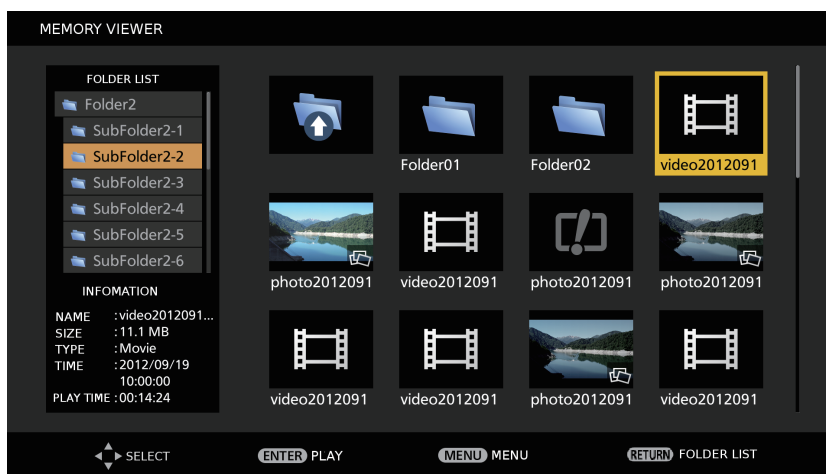 MEMORY VIEWER
FOLDER LIST
Folder2
SubFolder2-1
SubFolder2-2
SubFolder2-3
SubFolder2-4
SubFolder2-5
SubFolder2-6
INFOMATION
NAME :video2012091...
SIZE :11.1 MB
TYPE :Movie
TIME :2012/09/19
10:00:00
PLAY TIME :00:14:24
Folder01 Folder02 video2012091
photo2012091 video2012091 photo2012091 photo2012091
video2012091 video2012091 photo2012091 video2012091
SELECT ENTER PLAY MENU MENU RETURN FOLDER LIST